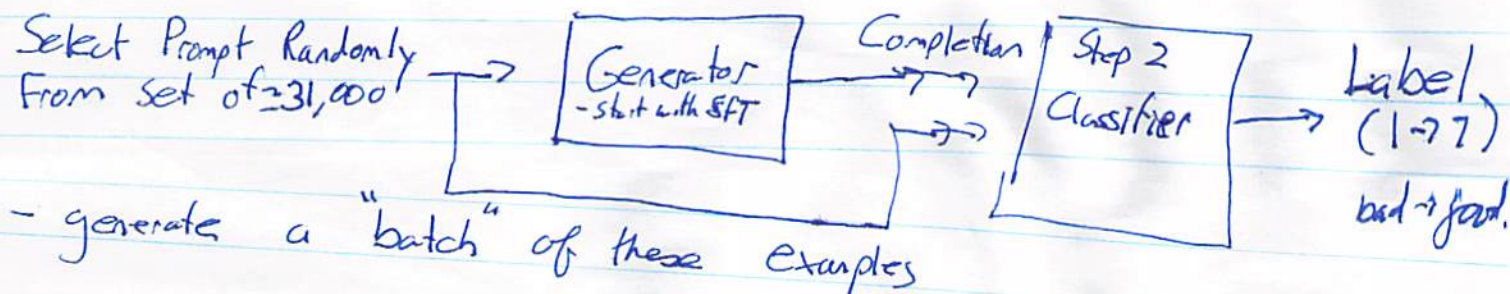 Select Prompt Randomly
From set of ≃31,000
Generator
- start with SFT
Completion
Step 2
Classifier
Label
(1→7)
bad → good.
- generate a "batch" of these examples